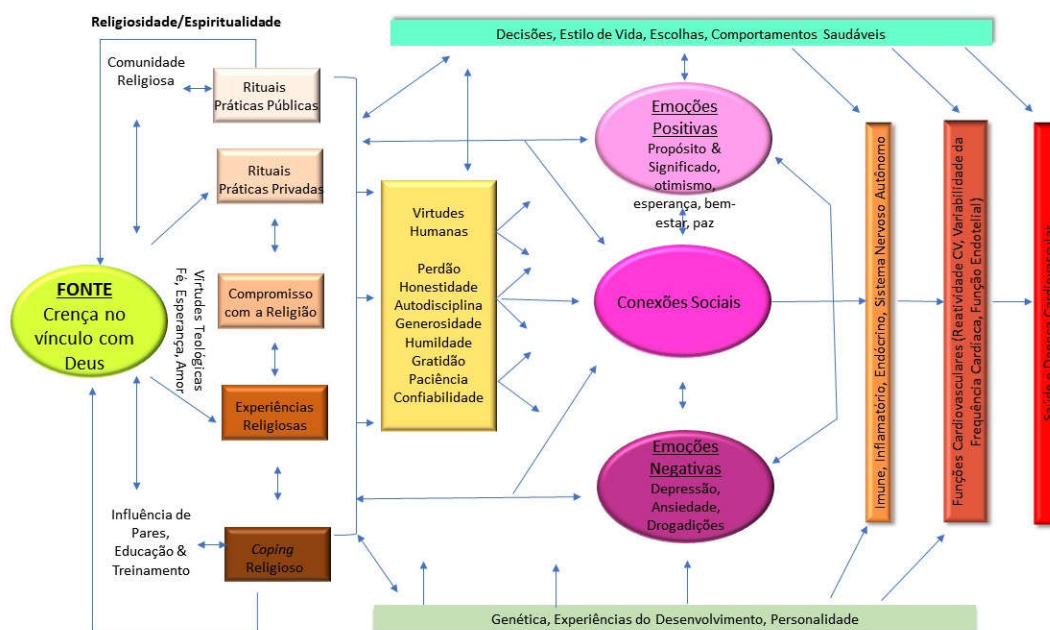 Religiosidade/Espiritualidade
Decisões, Estilo de Vida, Escolhas, Comportamentos Saudáveis
Comunidade
Religiosa
Rituais
Práticas Públicas
Rituais
Práticas Privadas
FONTE
Crença no
vínculo com
Deus
Virtudes Teológicas
Fé, Esperança, Amor
Compromisso
com a Religião
Experiências
Religiosas
Influência de
Pares,
Educação &
Treinamento
Coping
Religioso
Virtudes
Humanas
Perdão
Honestidade
Autodisciplina
Generosidade
Humildade
Gratidão
Paciência
Confiabilidade
Emoções
Positivas
Propósito &
Significado,
otimismo,
esperança, bem-
estar, paz
Conexões Sociais
Emoções
Negativas
Depressão,
Ansiedade,
Drogadições
Imune, Inflamatório, Endócrino, Sistema Nervoso Autônomo
Funções Cardiovasculares (Reatividade CV, Variabilidade da
Frequência Cardíaca, Função Endotelial)
Saúde e Doença Cardiovascular
Genética, Experiências do Desenvolvimento, Personalidade